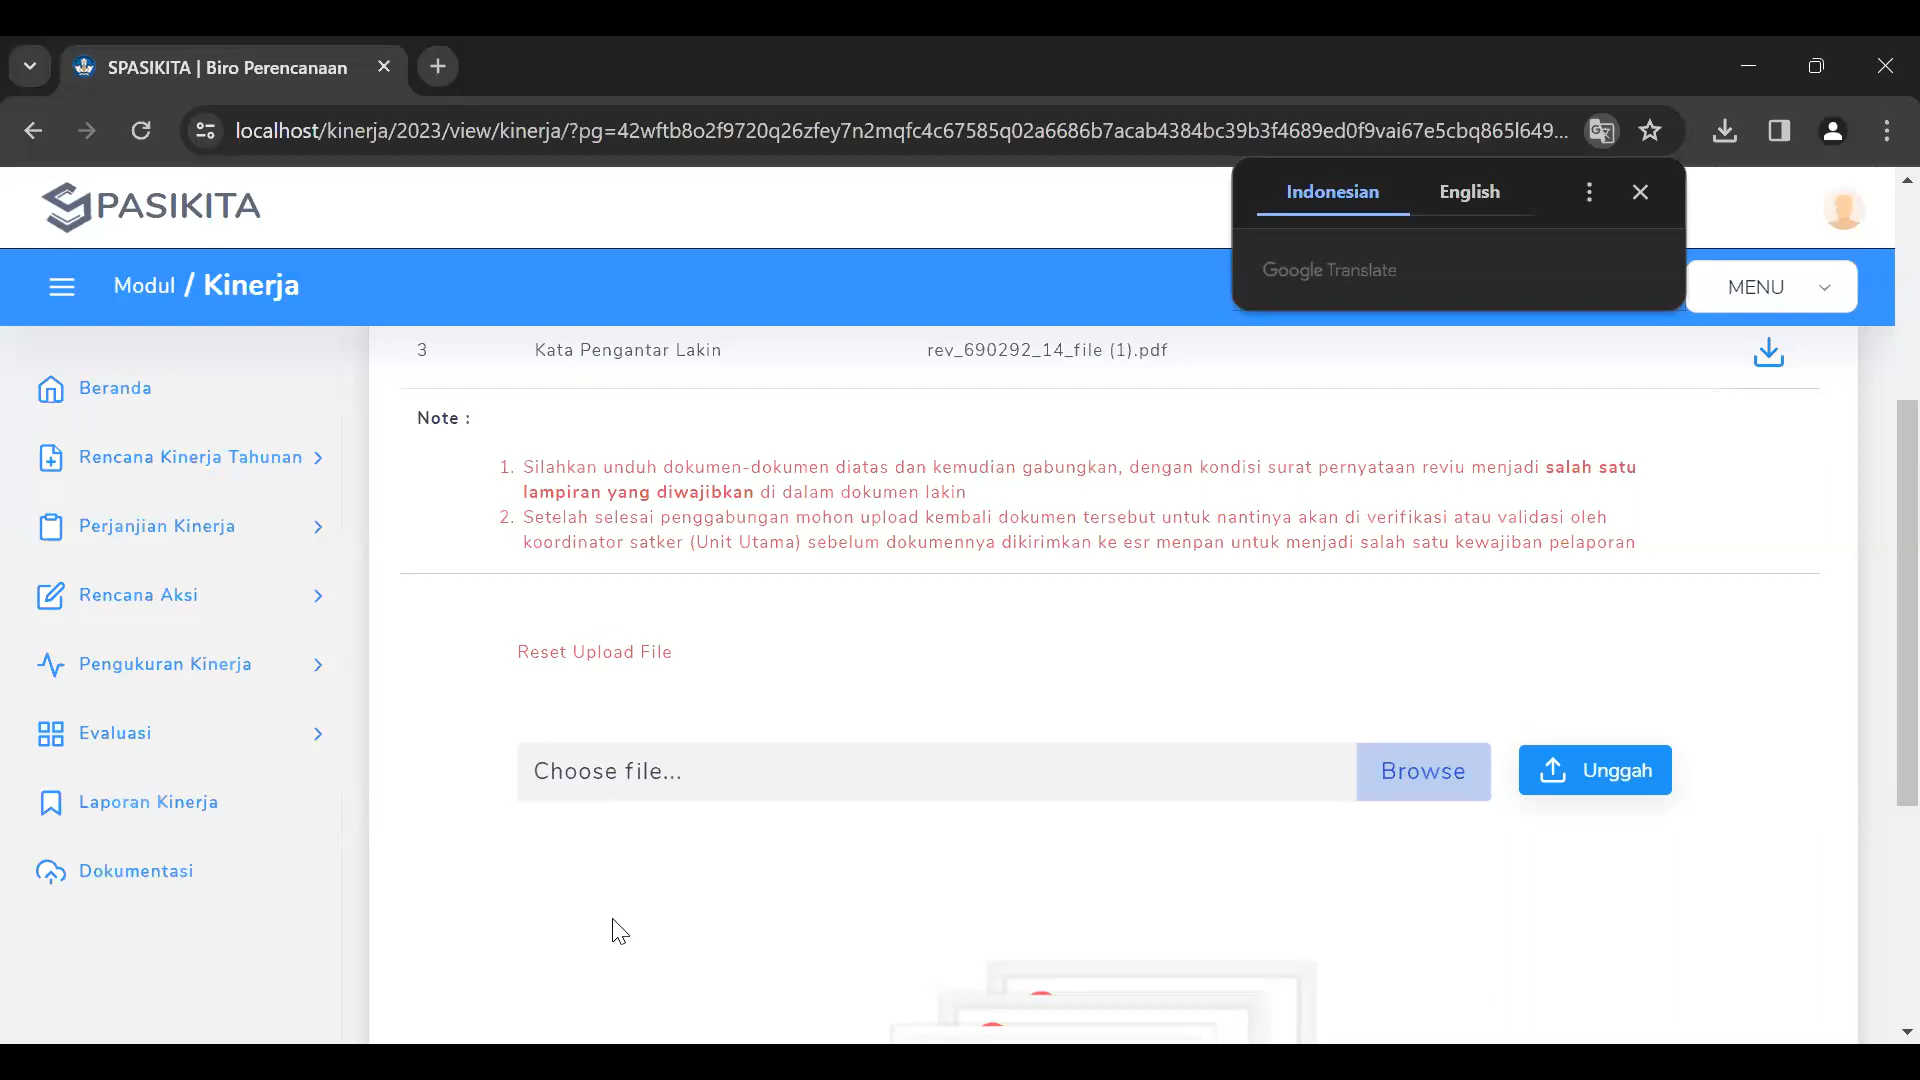 SPASIKITA | Biro Perencanaan
localhost/kinerja/2023/view/kinerja/?pg=42wftb8o2f9720q26zfey7n2mqfc4c67585q02a6686b7acab4384bc39b3f4689ed0f9vai67e5cbq865l649...
SPASIKITA
Indonesian English
Google Translate
Modul / Kinerja
MENU
3 Kata Pengantar Lakin rev_690292_14_file (1).pdf
Beranda
Note :
Rencana Kinerja Tahunan
1. Silahkan unduh dokumen-dokumen diatas dan kemudian gabungkan, dengan kondisi surat pernyataan reviu menjadi salah satu
lampiran yang diwajibkan di dalam dokumen lakin
2. Setelah selesai penggabungan mohon upload kembali dokumen tersebut untuk nantinya akan di verifikasi atau validasi oleh
koordinator satker (Unit Utama) sebelum dokumennya dikirimkan ke esr menpan untuk menjadi salah satu kewajiban pelaporan
Perjanjian Kinerja
Rencana Aksi
Pengukuran Kinerja
Evaluasi
Laporan Kinerja
Dokumentasi
Reset Upload File
Choose file... Browse Unggah